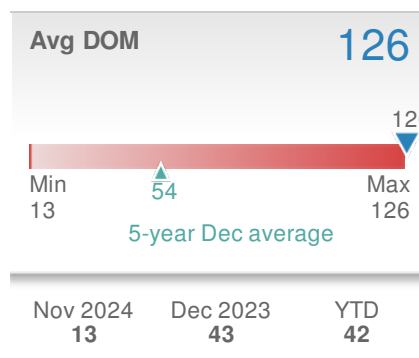 Avg DOM 126
12
Min 54 Max
13 126
5-year Dec average
Nov 2024 Dec 2023 YTD
13 43 42